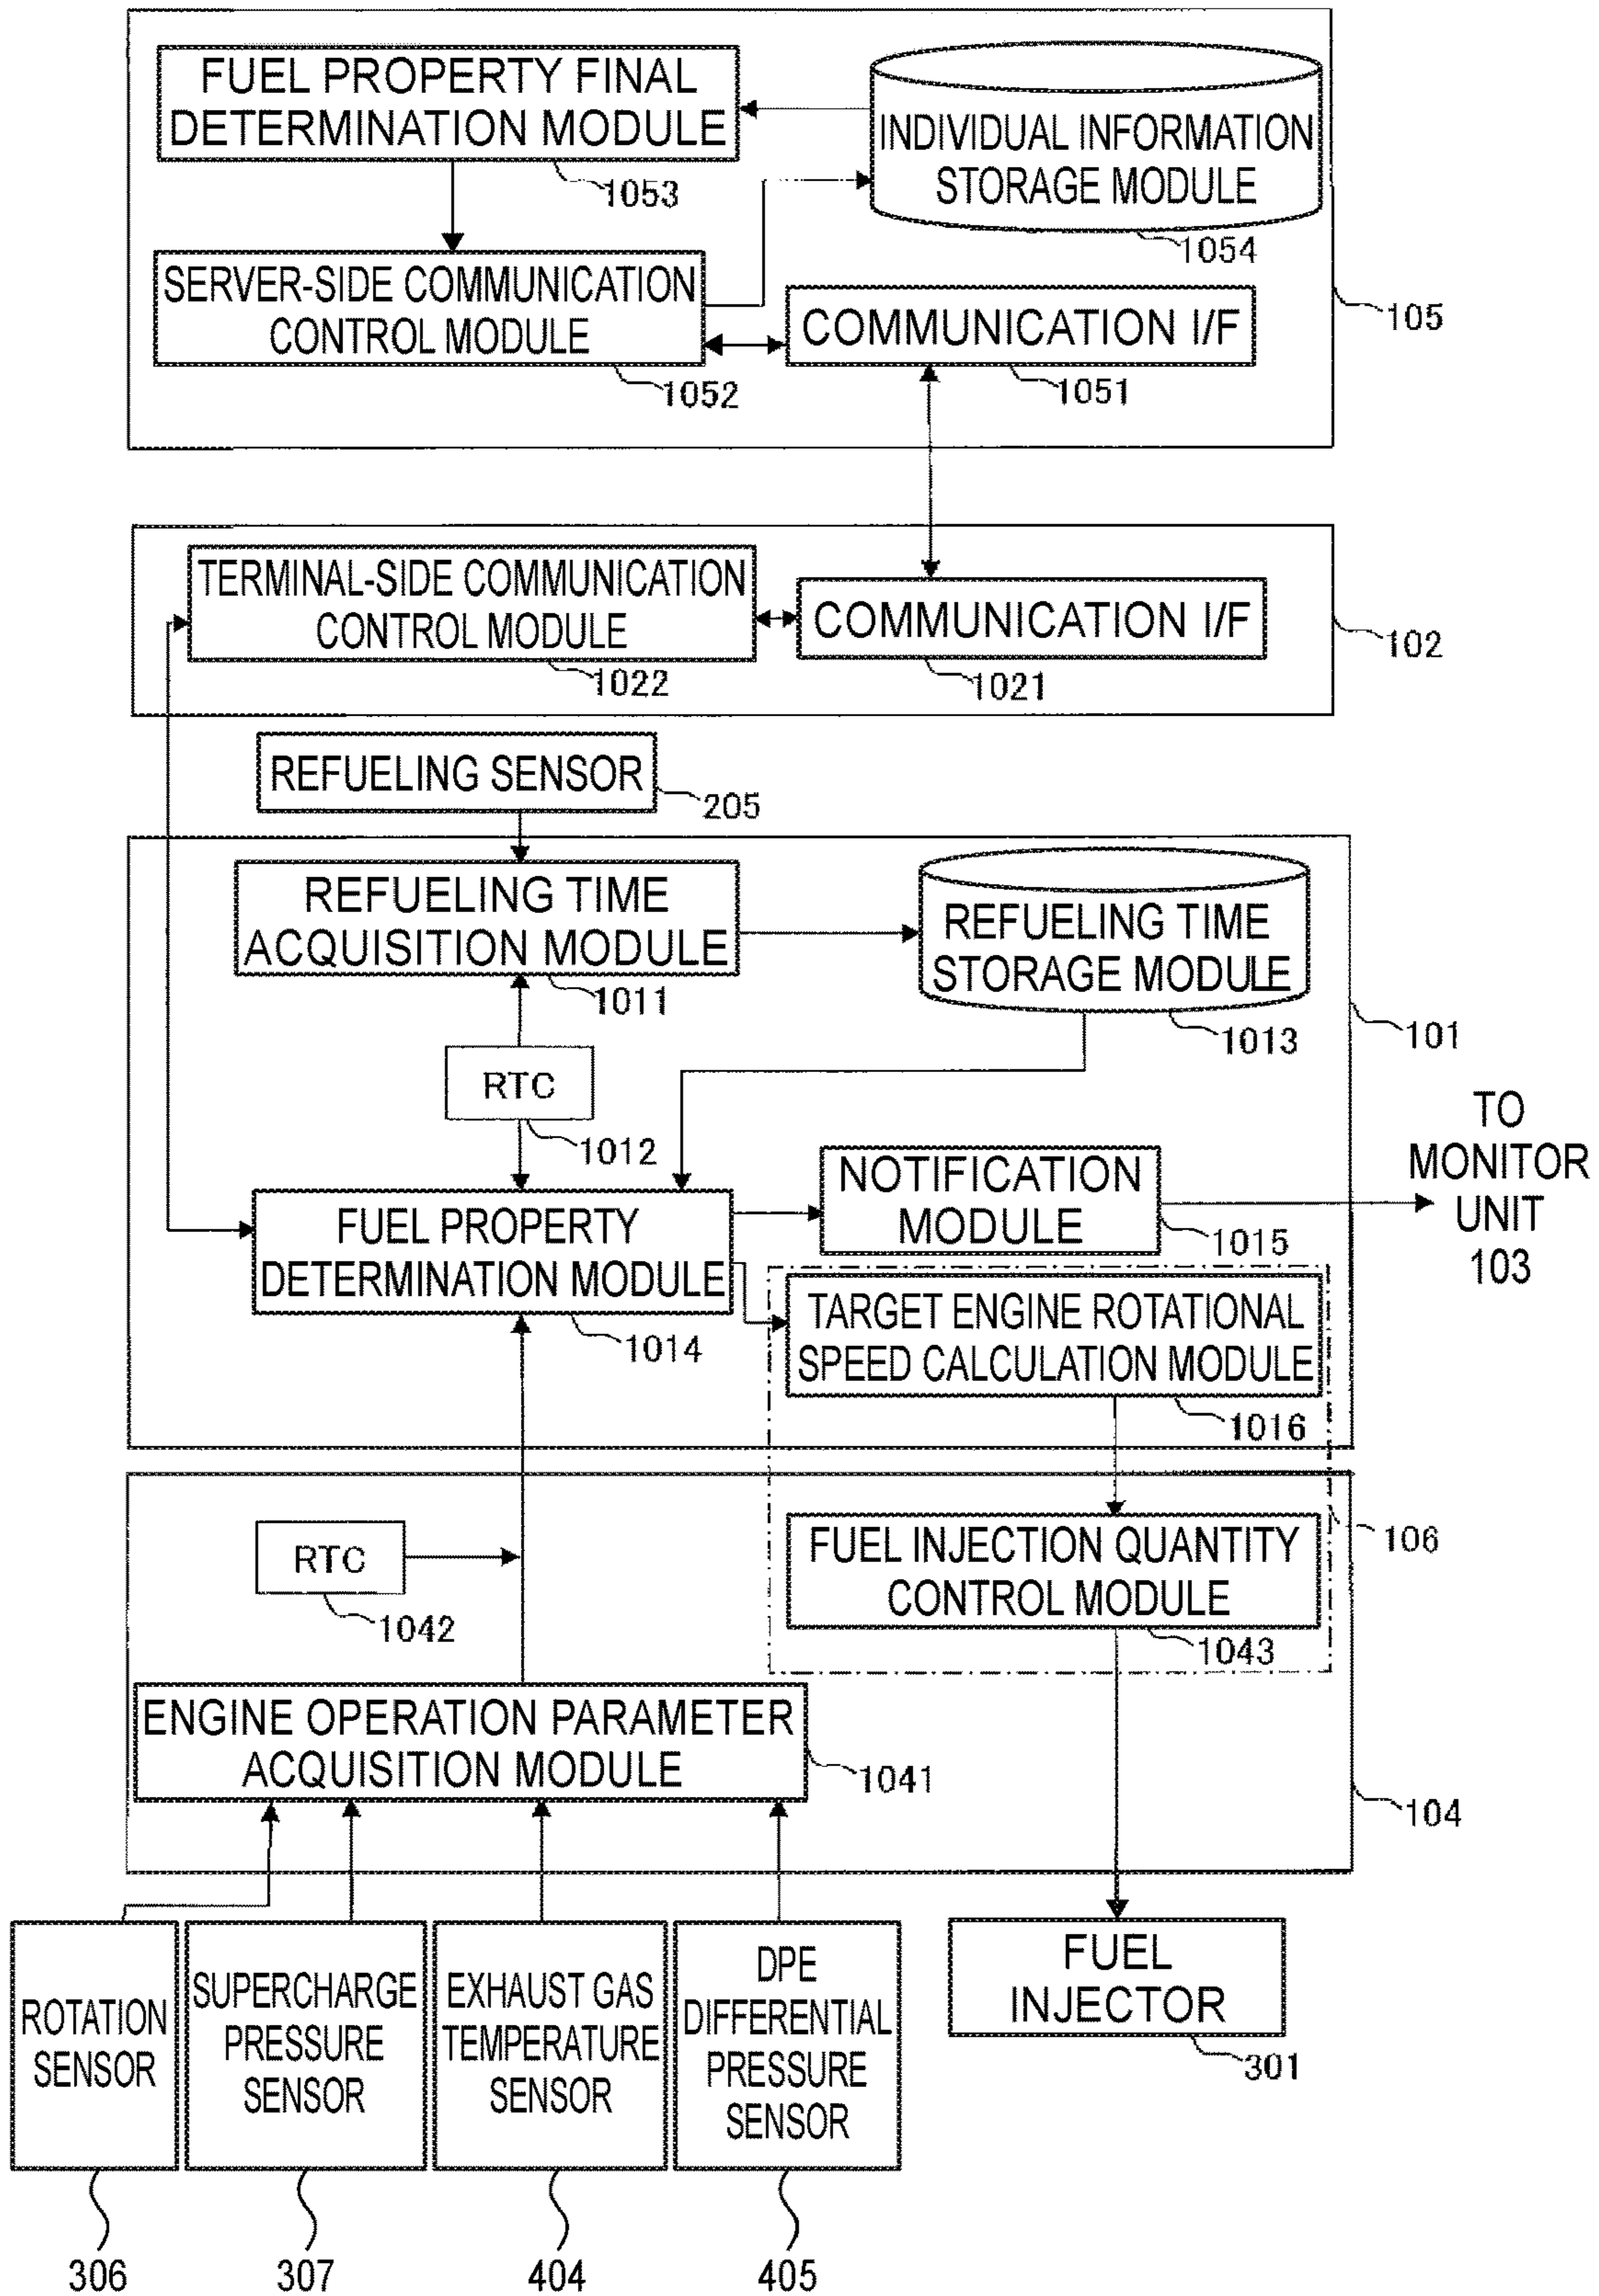 FUEL PROPERTY FINAL
DETERMINATION MODULE
1053
INDIVIDUAL INFORMATION
STORAGE MODULE
1054
SERVER-SIDE COMMUNICATION
CONTROL MODULE
1052
COMMUNICATION I/F
1051
105
TERMINAL-SIDE COMMUNICATION
CONTROL MODULE
1022
COMMUNICATION I/F
1021
102
REFUELING SENSOR
205
REFUELING TIME
ACQUISITION MODULE
1011
REFUELING TIME
STORAGE MODULE
1013
101
RTC
1012
FUEL PROPERTY
DETERMINATION MODULE
1014
NOTIFICATION
MODULE
1015
TO
MONITOR
UNIT
103
TARGET ENGINE ROTATIONAL
SPEED CALCULATION MODULE
1016
RTC
1042
FUEL INJECTION QUANTITY
CONTROL MODULE
1043
106
ENGINE OPERATION PARAMETER
ACQUISITION MODULE
1041
104
ROTATION
SENSOR
306
SUPERCHARGE
PRESSURE
SENSOR
307
EXHAUST GAS
TEMPERATURE
SENSOR
404
DPE
DIFFERENTIAL
PRESSURE
SENSOR
405
FUEL
INJECTOR
301